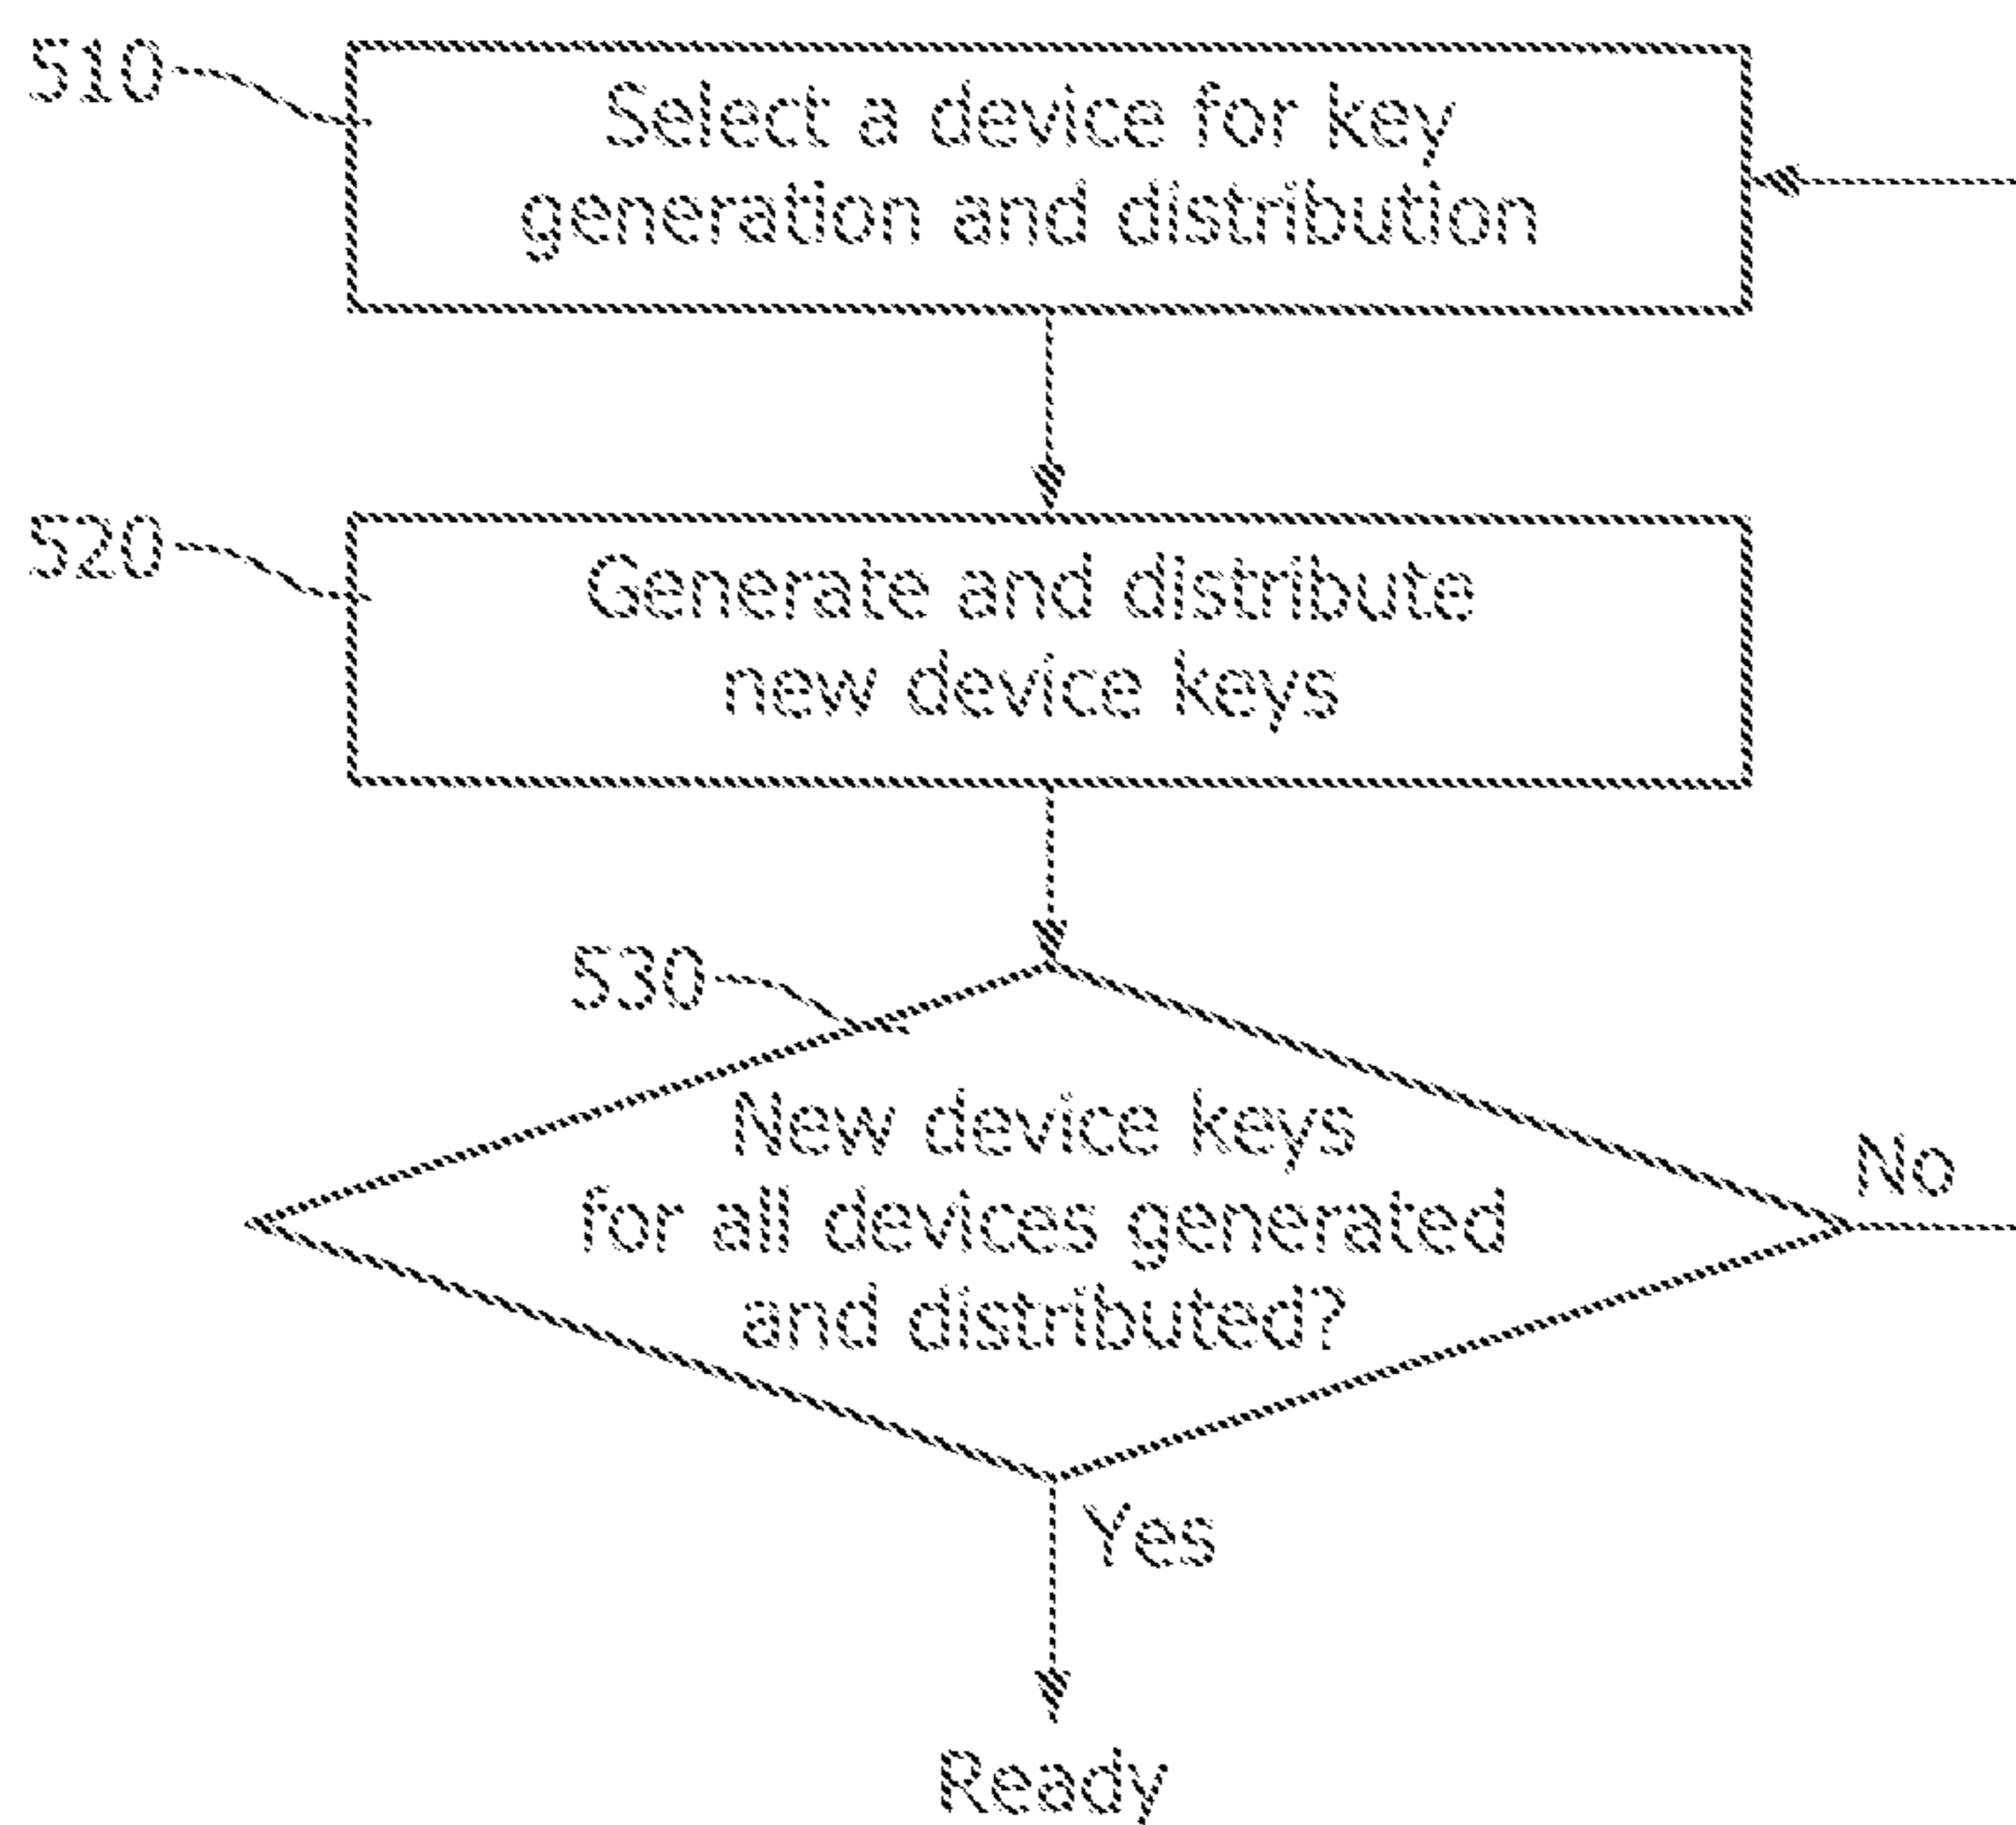 510
Select a device for key
generation and distribution
520
Generate and distribute
new device keys
530
New device keys
for all devices generated
and distributed?
No
Yes
Ready